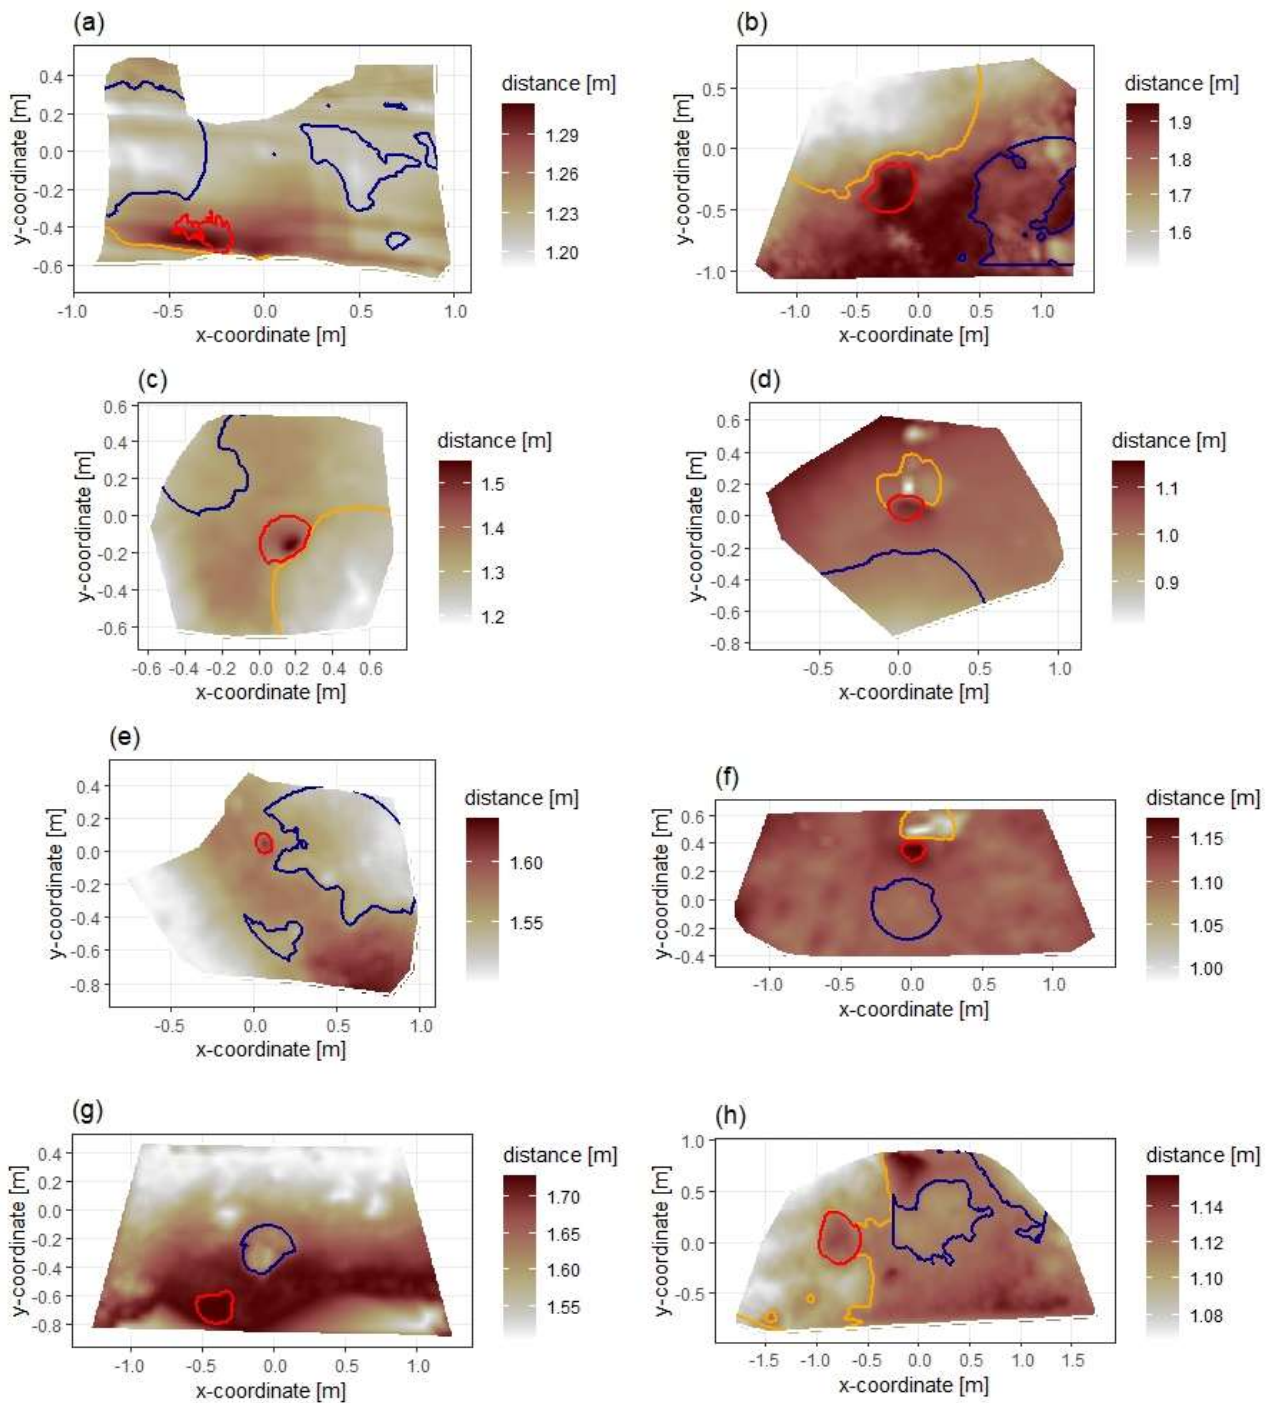 (a)
distance [m]
1.29
1.26
1.23
1.20
y-coordinate [m]
0.4
0.2
0.0
-0.2
-0.4
-0.6
-1.0 -0.5 0.0 0.5 1.0
x-coordinate [m]
(b)
distance [m]
1.9
1.8
1.7
1.6
y-coordinate [m]
0.5
0.0
-0.5
-1.0
-1.0 -0.5 0.0 0.5 1.0
x-coordinate [m]
(c)
distance [m]
1.5
1.4
1.3
1.2
y-coordinate [m]
0.6
0.4
0.2
0.0
-0.2
-0.4
-0.6
-0.6 -0.4 -0.2 0.0 0.2 0.4 0.6
x-coordinate [m]
(d)
distance [m]
1.1
1.0
0.9
y-coordinate [m]
0.6
0.4
0.2
0.0
-0.2
-0.4
-0.6
-0.8
-0.5 0.0 0.5 1.0
x-coordinate [m]
(e)
distance [m]
1.60
1.55
y-coordinate [m]
0.4
0.2
0.0
-0.2
-0.4
-0.6
-0.8
-0.5 0.0 0.5 1.0
x-coordinate [m]
(f)
distance [m]
1.15
1.10
1.05
1.00
y-coordinate [m]
0.6
0.4
0.2
0.0
-0.2
-0.4
-1.0 -0.5 0.0 0.5 1.0
x-coordinate [m]
(g)
distance [m]
1.70
1.65
1.60
1.55
y-coordinate [m]
0.4
0.2
0.0
-0.2
-0.4
-0.6
-0.8
-1.0 -0.5 0.0 0.5 1.0
x-coordinate [m]
(h)
distance [m]
1.14
1.12
1.10
1.08
y-coordinate [m]
1.0
0.5
0.0
-0.5
-1.5 -1.0 -0.5 0.0 0.5 1.0 1.5
x-coordinate [m]